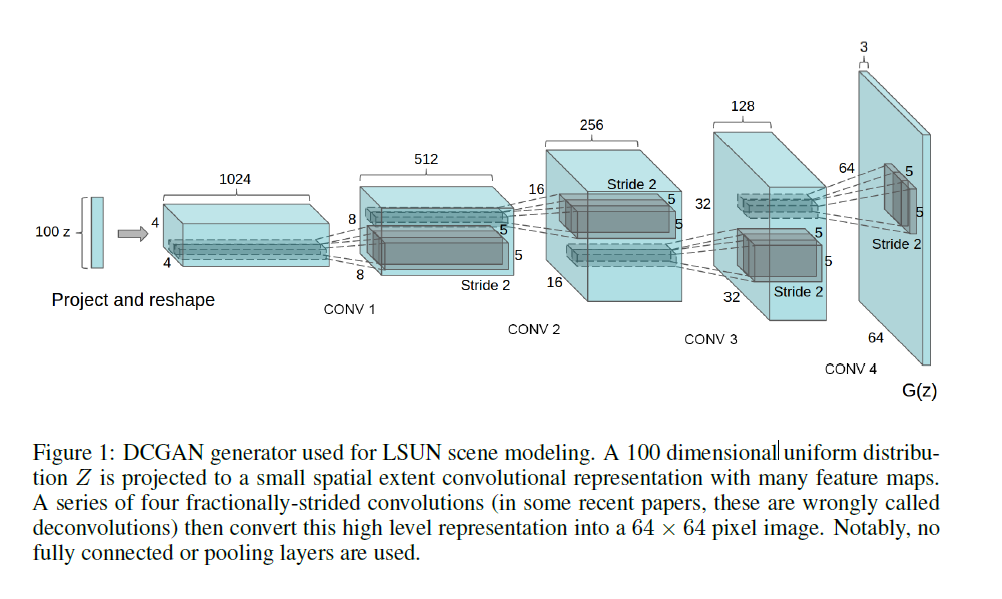 3
128
256
512
64
5
1024
16
Stride 2
5
32
5
4
8
5
5
100 z
5
Stride 2
4
5
5
8
Stride 2
16
32
Stride 2
Project and reshape
CONV 1
CONV 2
CONV 3
64
CONV 4
G(z)
Figure 1: DCGAN generator used for LSUN scene modeling. A 100 dimensional uniform distribu-
tion Z is projected to a small spatial extent convolutional representation with many feature maps.
A series of four fractionally-strided convolutions (in some recent papers, these are wrongly called
deconvolutions) then convert this high level representation into a 64 × 64 pixel image. Notably, no
fully connected or pooling layers are used.